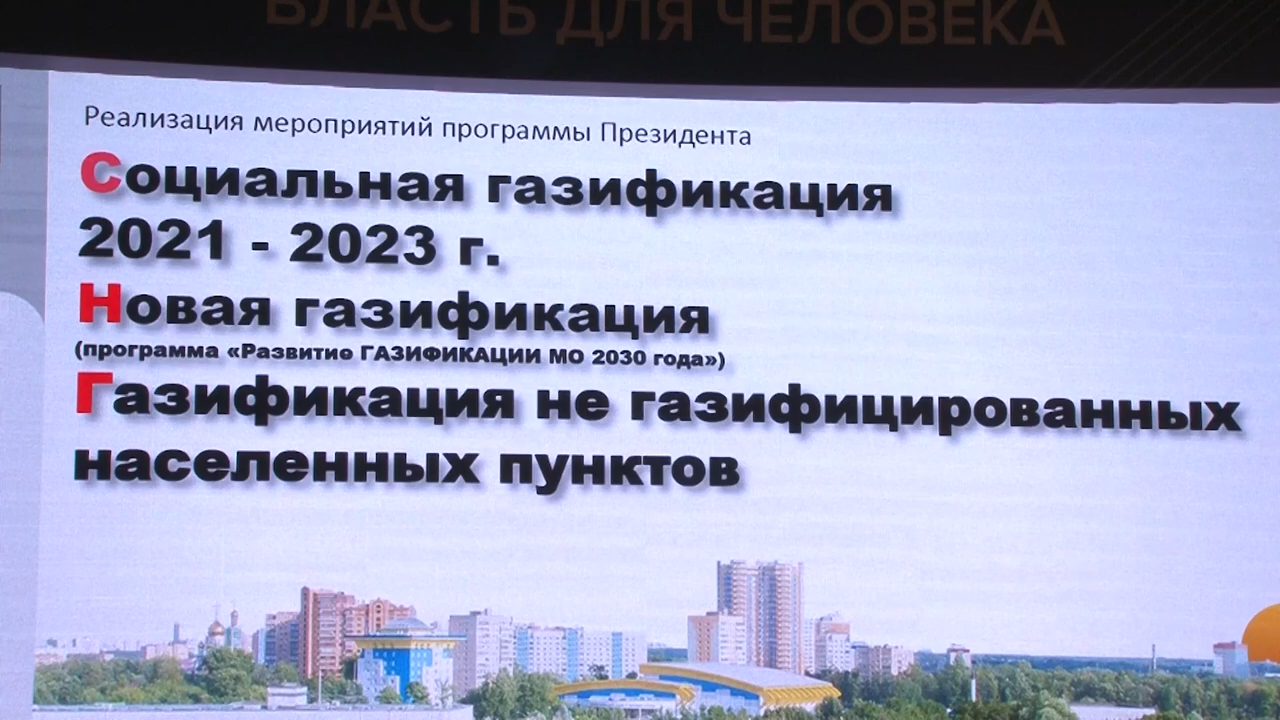 ВЛАСТЬ ДЛЯ ЧЕЛОВЕКА
Реализация мероприятий программы Президента
Социальная газификация
2021 - 2023 г.
Новая газификация
(программа «Развитие ГАЗИФИКАЦИИ МО 2030 года»)
Газификация не газифицированных
населенных пунктов